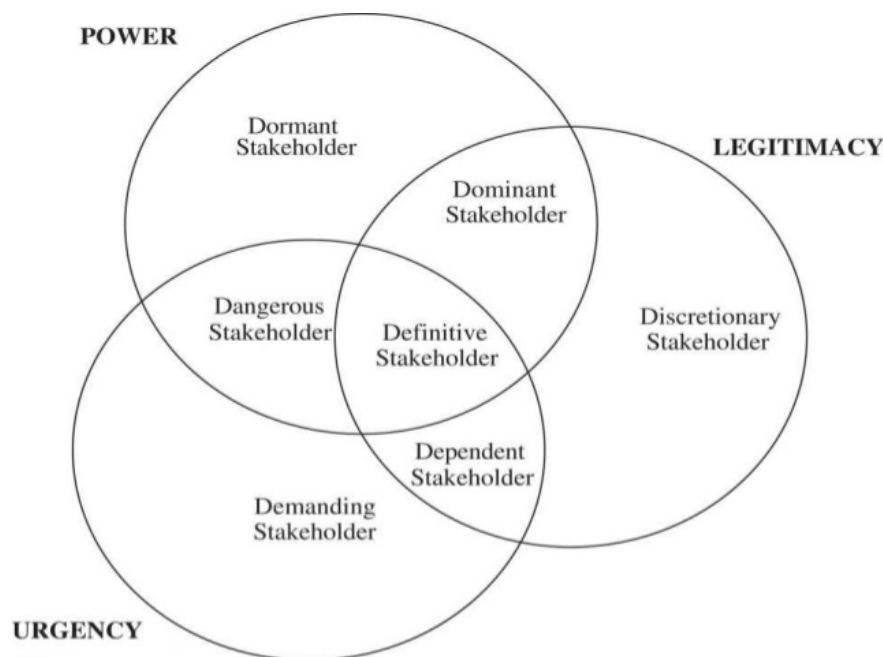 POWER
Dormant
Stakeholder
LEGITIMACY
Dominant
Stakeholder
Dangerous
Stakeholder
Definitive
Stakeholder
Discretionary
Stakeholder
Dependent
Stakeholder
Demanding
Stakeholder
URGENCY